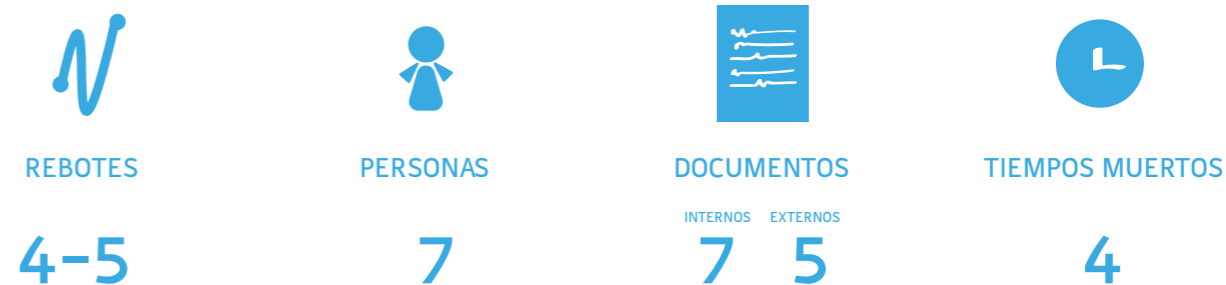 REBOTES PERSONAS DOCUMENTOS TIEMPOS MUERTOS
INTERNOS EXTERNOS
4-5 7 7 5 4